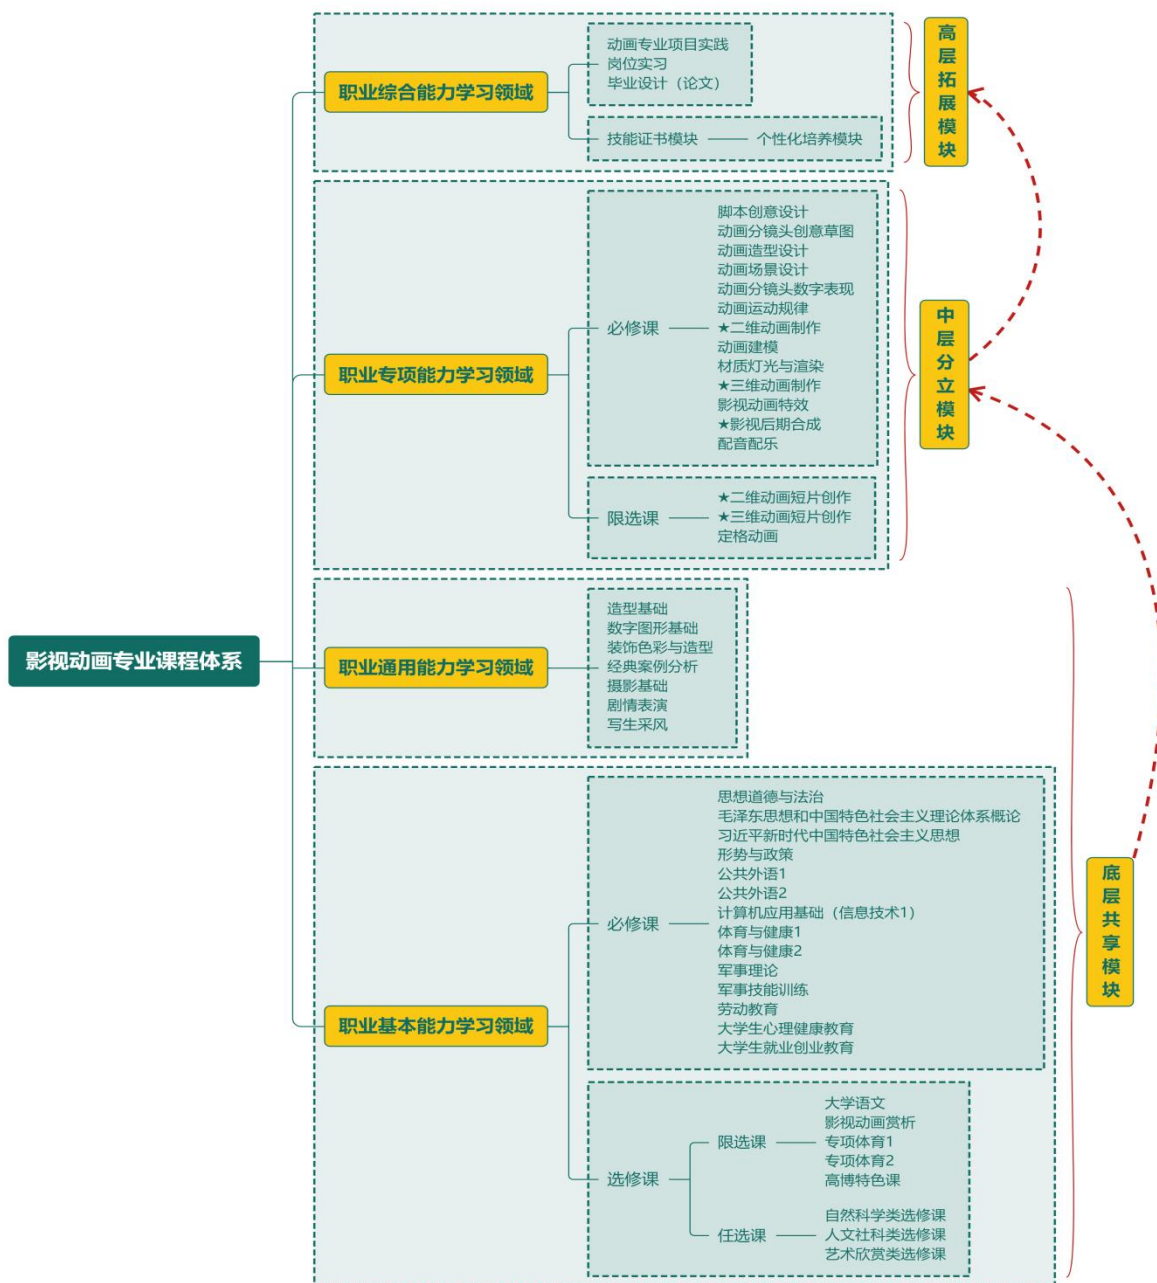 影视动画专业课程体系
职业综合能力学习领域
动画专业项目实践
岗位实习
毕业设计（论文）
技能证书模块
个性化培养模块
高层拓展模块
职业专项能力学习领域
必修课
脚本创意设计
动画分镜头创意草图
动画造型设计
动画场景设计
动画分镜头数字表现
动画运动规律
★二维动画制作
动画建模
材质灯光与渲染
★三维动画制作
影视动画特效
★影视后期合成
配音配乐
限选课
★二维动画短片创作
★三维动画短片创作
定格动画
中层分立模块
职业通用能力学习领域
造型基础
数字图形基础
装饰色彩与造型
经典案例分析
摄影基础
剧情表演
写生采风
职业基本能力学习领域
必修课
思想道德与法治
毛泽东思想和中国特色社会主义理论体系概论
习近平新时代中国特色社会主义思想
形势与政策
公共外语1
公共外语2
计算机应用基础（信息技术1）
体育与健康1
体育与健康2
军事理论
军事技能训练
劳动教育
大学生心理健康教育
大学生就业创业教育
选修课
限选课
大学语文
影视动画赏析
专项体育1
专项体育2
高博特色课
任选课
自然科学类选修课
人文社科类选修课
艺术欣赏类选修课
底层共享模块